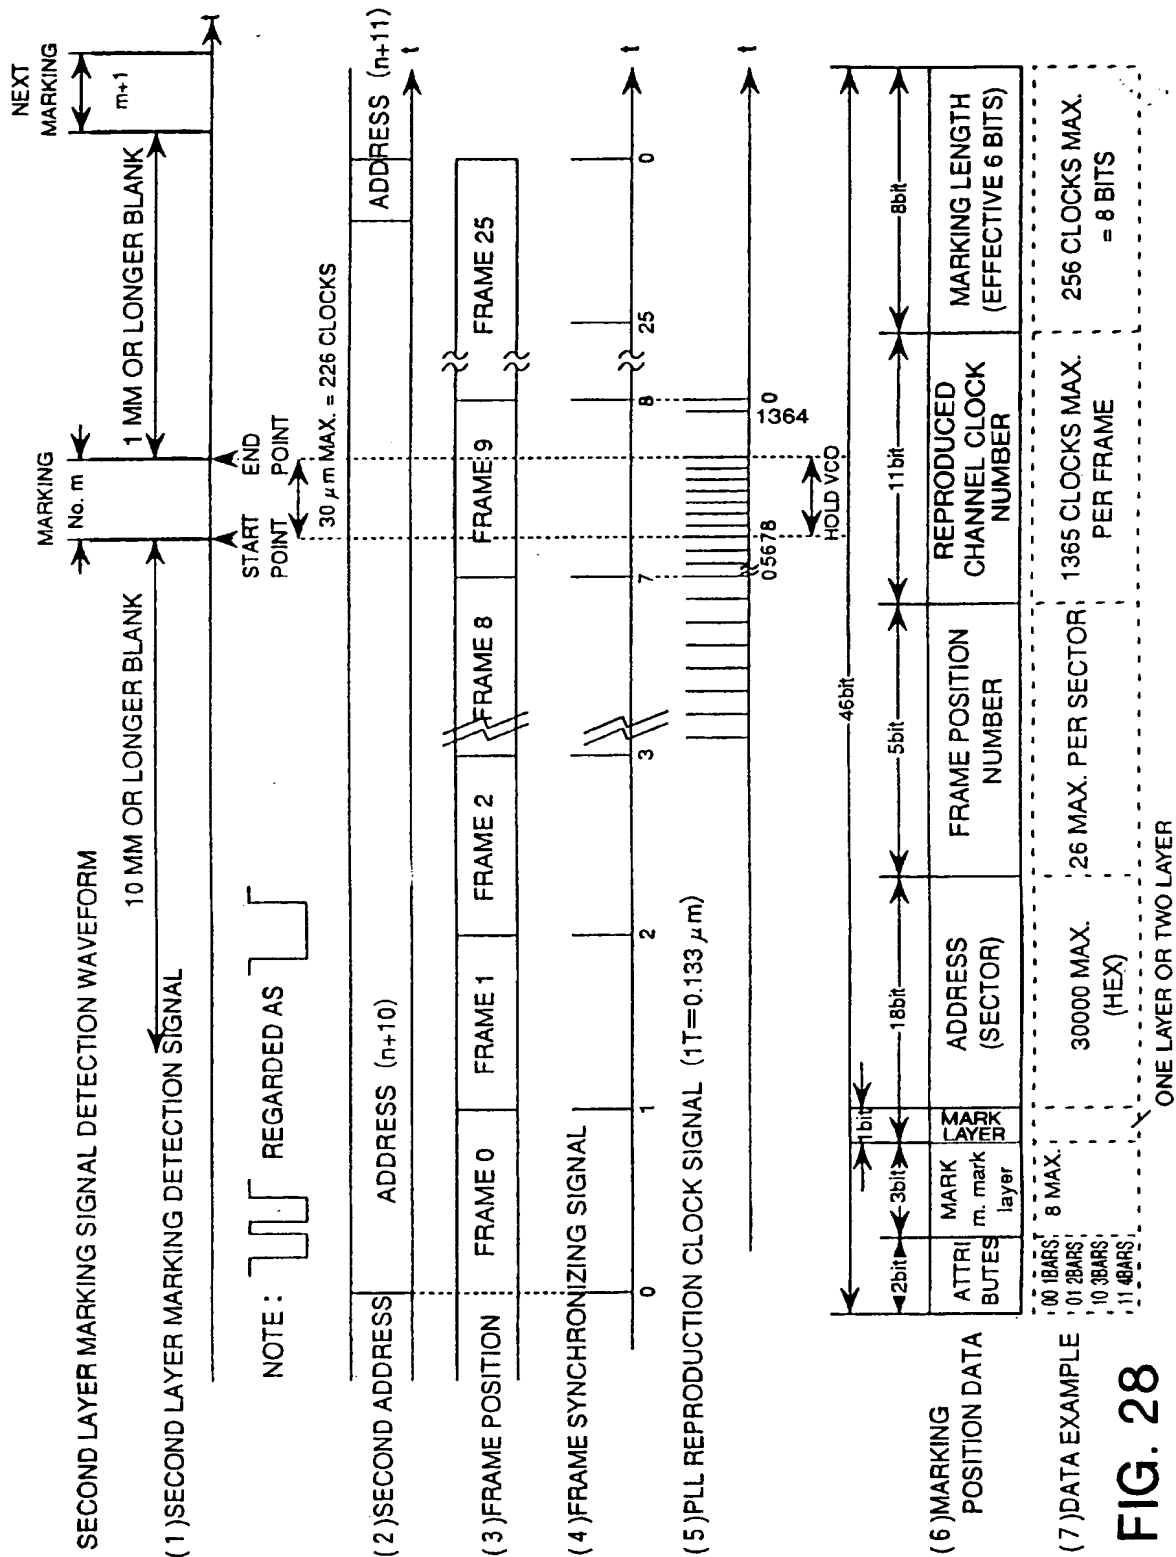 SECOND LAYER MARKING SIGNAL DETECTION WAVEFORM
MARKING
No. m
NEXT
MARKING
m+1
10 MM OR LONGER BLANK
1 MM OR LONGER BLANK
(1)SECOND LAYER MARKING DETECTION SIGNAL
t
START
POINT
END
POINT
NOTE :
REGARDED AS
30 μm MAX. = 226 CLOCKS
(2)SECOND ADDRESS
ADDRESS (n+10)
ADDRESS (n+11)
t
(3)FRAME POSITION
FRAME 0
FRAME 1
FRAME 2
FRAME 8
FRAME 9
FRAME 25
(4)FRAME SYNCHRONIZING SIGNAL
0
1
2
3
7
8
25
0
t
(5)PLL REPRODUCTION CLOCK SIGNAL (1T=0.133 μm)
05678
1364
0
t
HOLD VCO
46bit
1bit
2bit
3bit
18bit
5bit
11bit
8bit
(6)MARKING
POSITION DATA
ATTRI
BUTES
MARK
m. mark
layer
MARK
LAYER
ADDRESS
(SECTOR)
FRAME POSITION
NUMBER
REPRODUCED
CHANNEL CLOCK
NUMBER
MARKING LENGTH
(EFFECTIVE 6 BITS)
(7)DATA EXAMPLE
00 1BARS
01 2BARS
10 3BARS
11 4BARS
8 MAX.
30000 MAX.
(HEX)
26 MAX. PER SECTOR
1365 CLOCKS MAX.
PER FRAME
256 CLOCKS MAX.
= 8 BITS
ONE LAYER OR TWO LAYER
FIG. 28